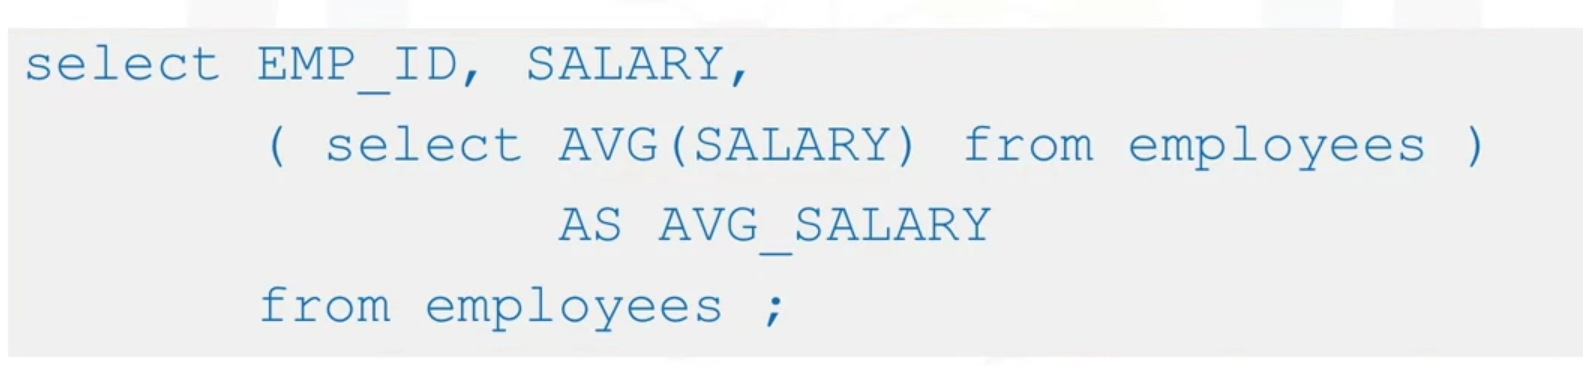 select EMP_ID, SALARY,
( select AVG(SALARY) from employees )
AS AVG_SALARY
from employees ;